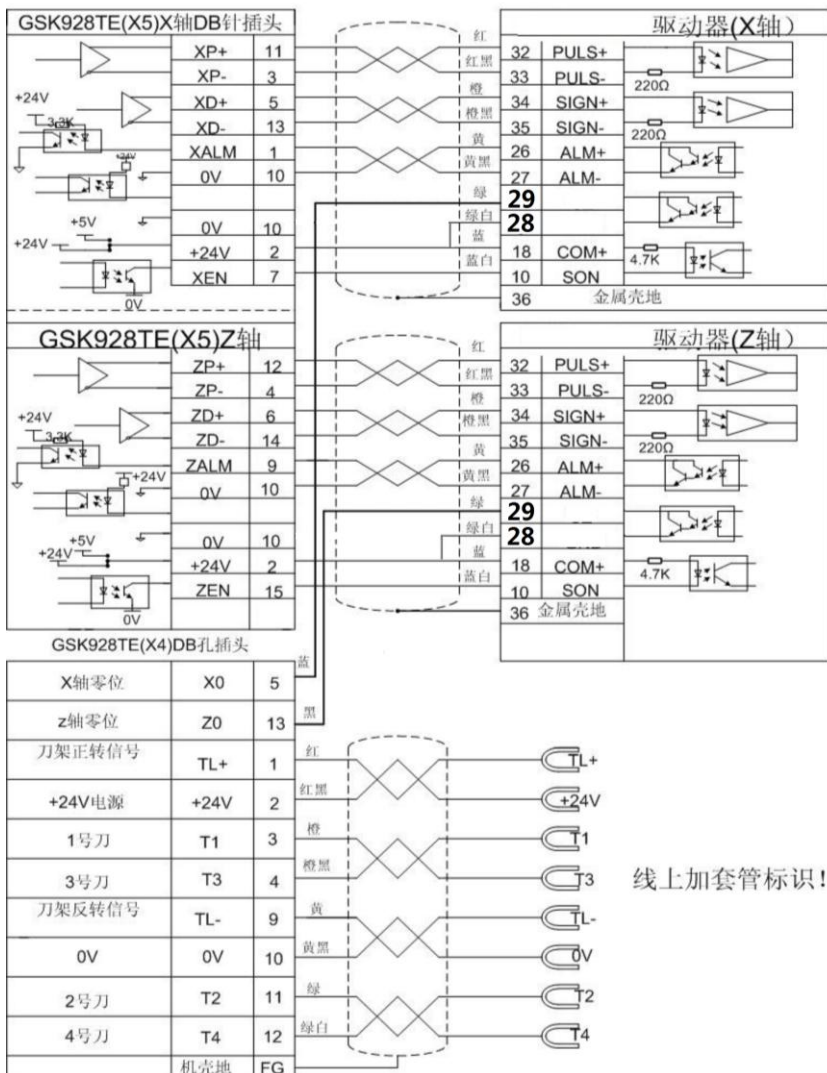 GSK928TE(X5)X轴DB针插头
驱动器(X轴)
XP+ 11 红 32 PULS+
XP- 3 红黑 33 PULS-
220Ω
+24V
XD+ 5 橙 34 SIGN+
3.3K
XD- 13 橙黑 35 SIGN-
220Ω
XALM 1 黄 26 ALM+
+24V
0V 10 黄黑 27 ALM-
绿 29
绿白 28
+5V
0V 10
+24V
+24V 2 蓝 18 COM+
4.7K
XEN 7 蓝白 10 SON
0V
36 金属壳地
GSK928TE(X5)Z轴
驱动器(Z轴)
ZP+ 12 红 32 PULS+
ZP- 4 红黑 33 PULS-
220Ω
+24V
ZD+ 6 橙 34 SIGN+
3.3K
ZD- 14 橙黑 35 SIGN-
220Ω
ZALM 9 黄 26 ALM+
+24V
0V 10 黄黑 27 ALM-
绿 29
绿白 28
+5V
0V 10
+24V
+24V 2 蓝 18 COM+
4.7K
ZEN 15 蓝白 10 SON
0V
36 金属壳地
GSK928TE(X4)DB孔插头
X轴零位 X0 5 蓝
z轴零位 Z0 13 黑
刀架正转信号 TL+ 1 红 TL+
+24V电源 +24V 2 红黑 +24V
1号刀 T1 3 橙 T1
3号刀 T3 4 橙黑 T3
线上加套管标识!
刀架反转信号 TL- 9 黄 TL-
0V 0V 10 黄黑 0V
2号刀 T2 11 绿 T2
4号刀 T4 12 绿白 T4
机壳地 FG